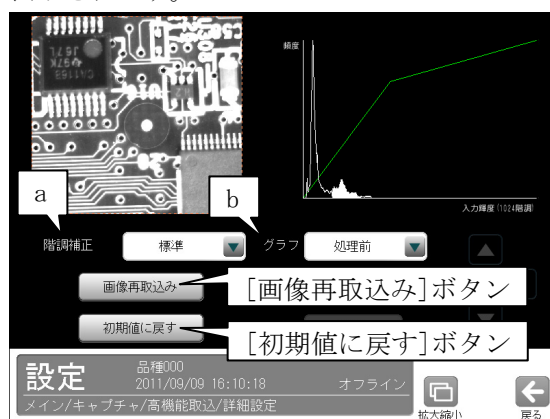 J67L
97K
CA116B
頻度
入力輝度(1024階調)
a
b
階調補正
標準
グラフ
処理前
画像再取込み
[画像再取込み]ボタン
初期値に戻す
[初期値に戻す]ボタン
設定
品種000
2011/09/09 16:10:18
オフライン
メイン/キャプチャ/高機能取込/詳細設定
拡大縮小
戻る